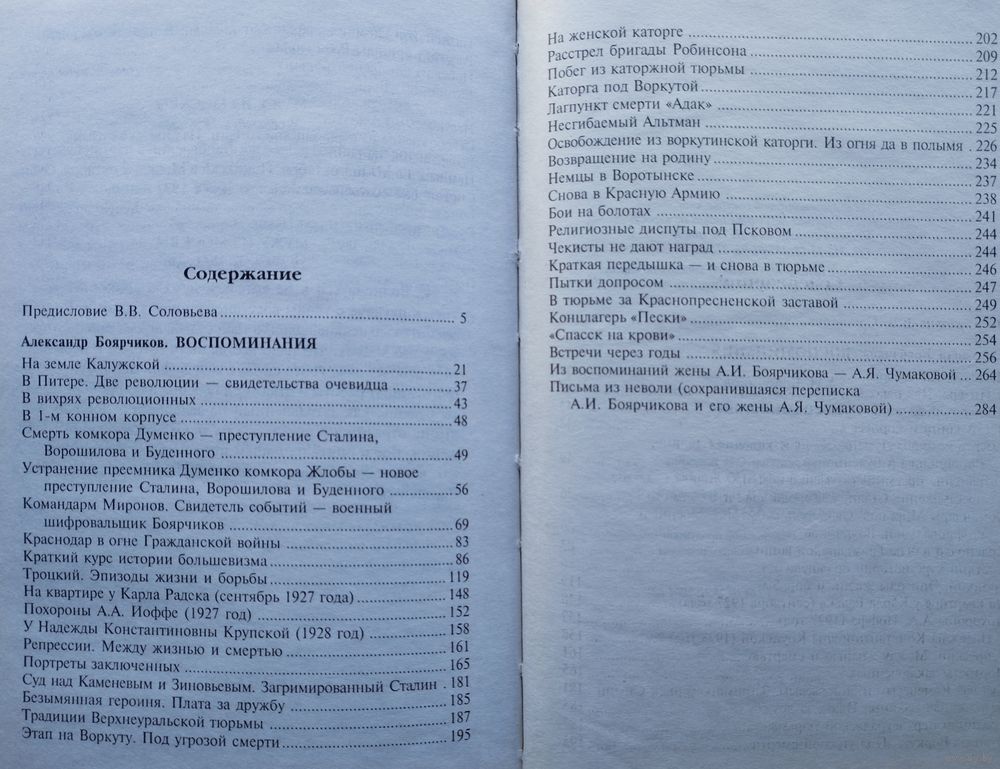 Содержание
Предисловие В.В. Соловьева ..... 5
Александр Боярчиков. ВОСПОМИНАНИЯ
На земле Калужской ..... 21
В Питере. Две революции — свидетельства очевидца ..... 37
В вихрях революционных ..... 43
В 1-м конном корпусе ..... 48
Смерть комкора Думенко — преступление Сталина,
Ворошилова и Буденного ..... 49
Устранение преемника Думенко комкора Жлобы — новое
преступление Сталина, Ворошилова и Буденного ..... 56
Командарм Миронов. Свидетель событий — военный
шифровальщик Боярчиков ..... 69
Краснодар в огне Гражданской войны ..... 83
Краткий курс истории большевизма ..... 86
Троцкий. Эпизоды жизни и борьбы ..... 119
На квартире у Карла Радека (сентябрь 1927 года) ..... 148
Похороны А.А. Иоффе (1927 год) ..... 152
У Надежды Константиновны Крупской (1928 год) ..... 158
Репрессии. Между жизнью и смертью ..... 161
Портреты заключенных ..... 165
Суд над Каменевым и Зиновьевым. Загримированный Сталин . 181
Безымянная героиня. Плата за дружбу ..... 185
Традиции Верхнеуральской тюрьмы ..... 187
Этап на Воркуту. Под угрозой смерти ..... 195
На женской каторге ..... 202
Расстрел бригады Робинсона ..... 209
Побег из каторжной тюрьмы ..... 212
Каторга под Воркутой ..... 217
Лагпункт смерти «Адак» ..... 221
Несгибаемый Альтман ..... 225
Освобождение из воркутинской каторги. Из огня да в полымя . 226
Возвращение на родину ..... 234
Немцы в Воротынске ..... 237
Снова в Красную Армию ..... 238
Бои на болотах ..... 241
Религиозные диспуты под Псковом ..... 244
Чекисты не дают наград ..... 244
Краткая передышка — и снова в тюрьме ..... 246
Пытки допросом ..... 247
В тюрьме за Краснопресненской заставой ..... 249
Концлагерь «Пески» ..... 252
«Спасск на крови» ..... 254
Встречи через годы ..... 256
Из воспоминаний жены А.И. Боярчикова — А.Я. Чумаковой ... 264
Письма из неволи (сохранившаяся переписка
А.И. Боярчикова и его жены А.Я. Чумаковой) ..... 284